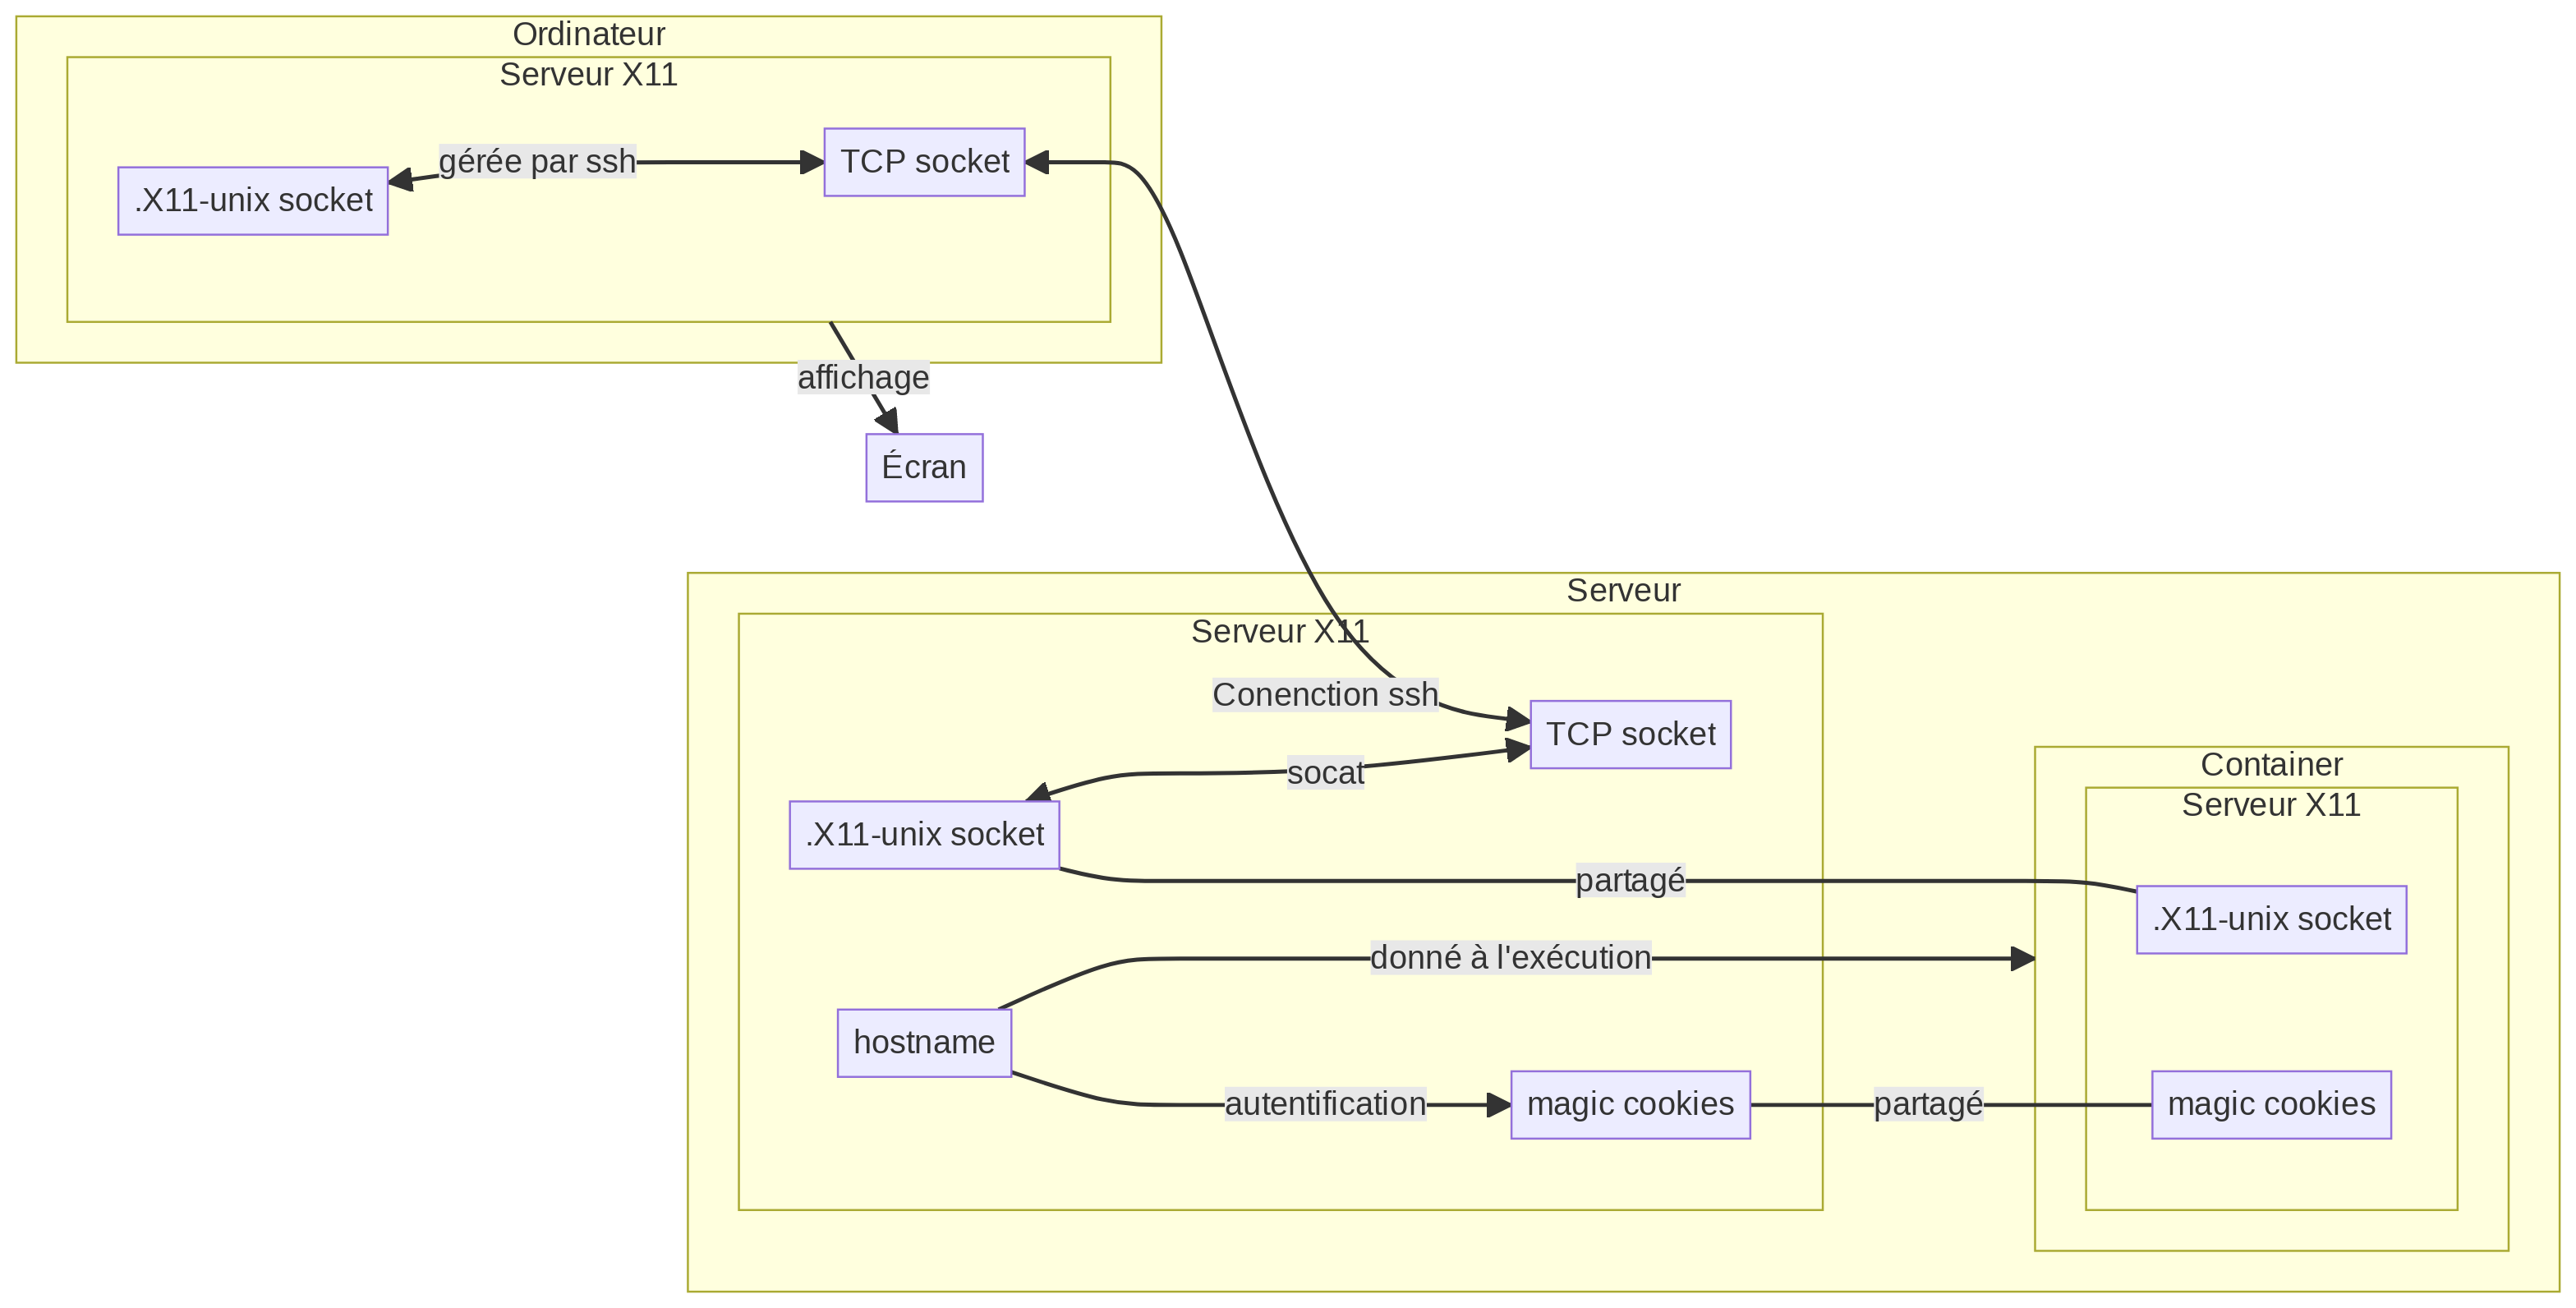 Ordinateur
Serveur X11
gérée par ssh
TCP socket
.X11-unix socket
affichage
Écran
Serveur
Serveur X11
Conenction ssh
TCP socket
socat
.X11-unix socket
Container
Serveur X11
partagé
.X11-unix socket
donné à l'exécution
hostname
autentification
magic cookies
partagé
magic cookies